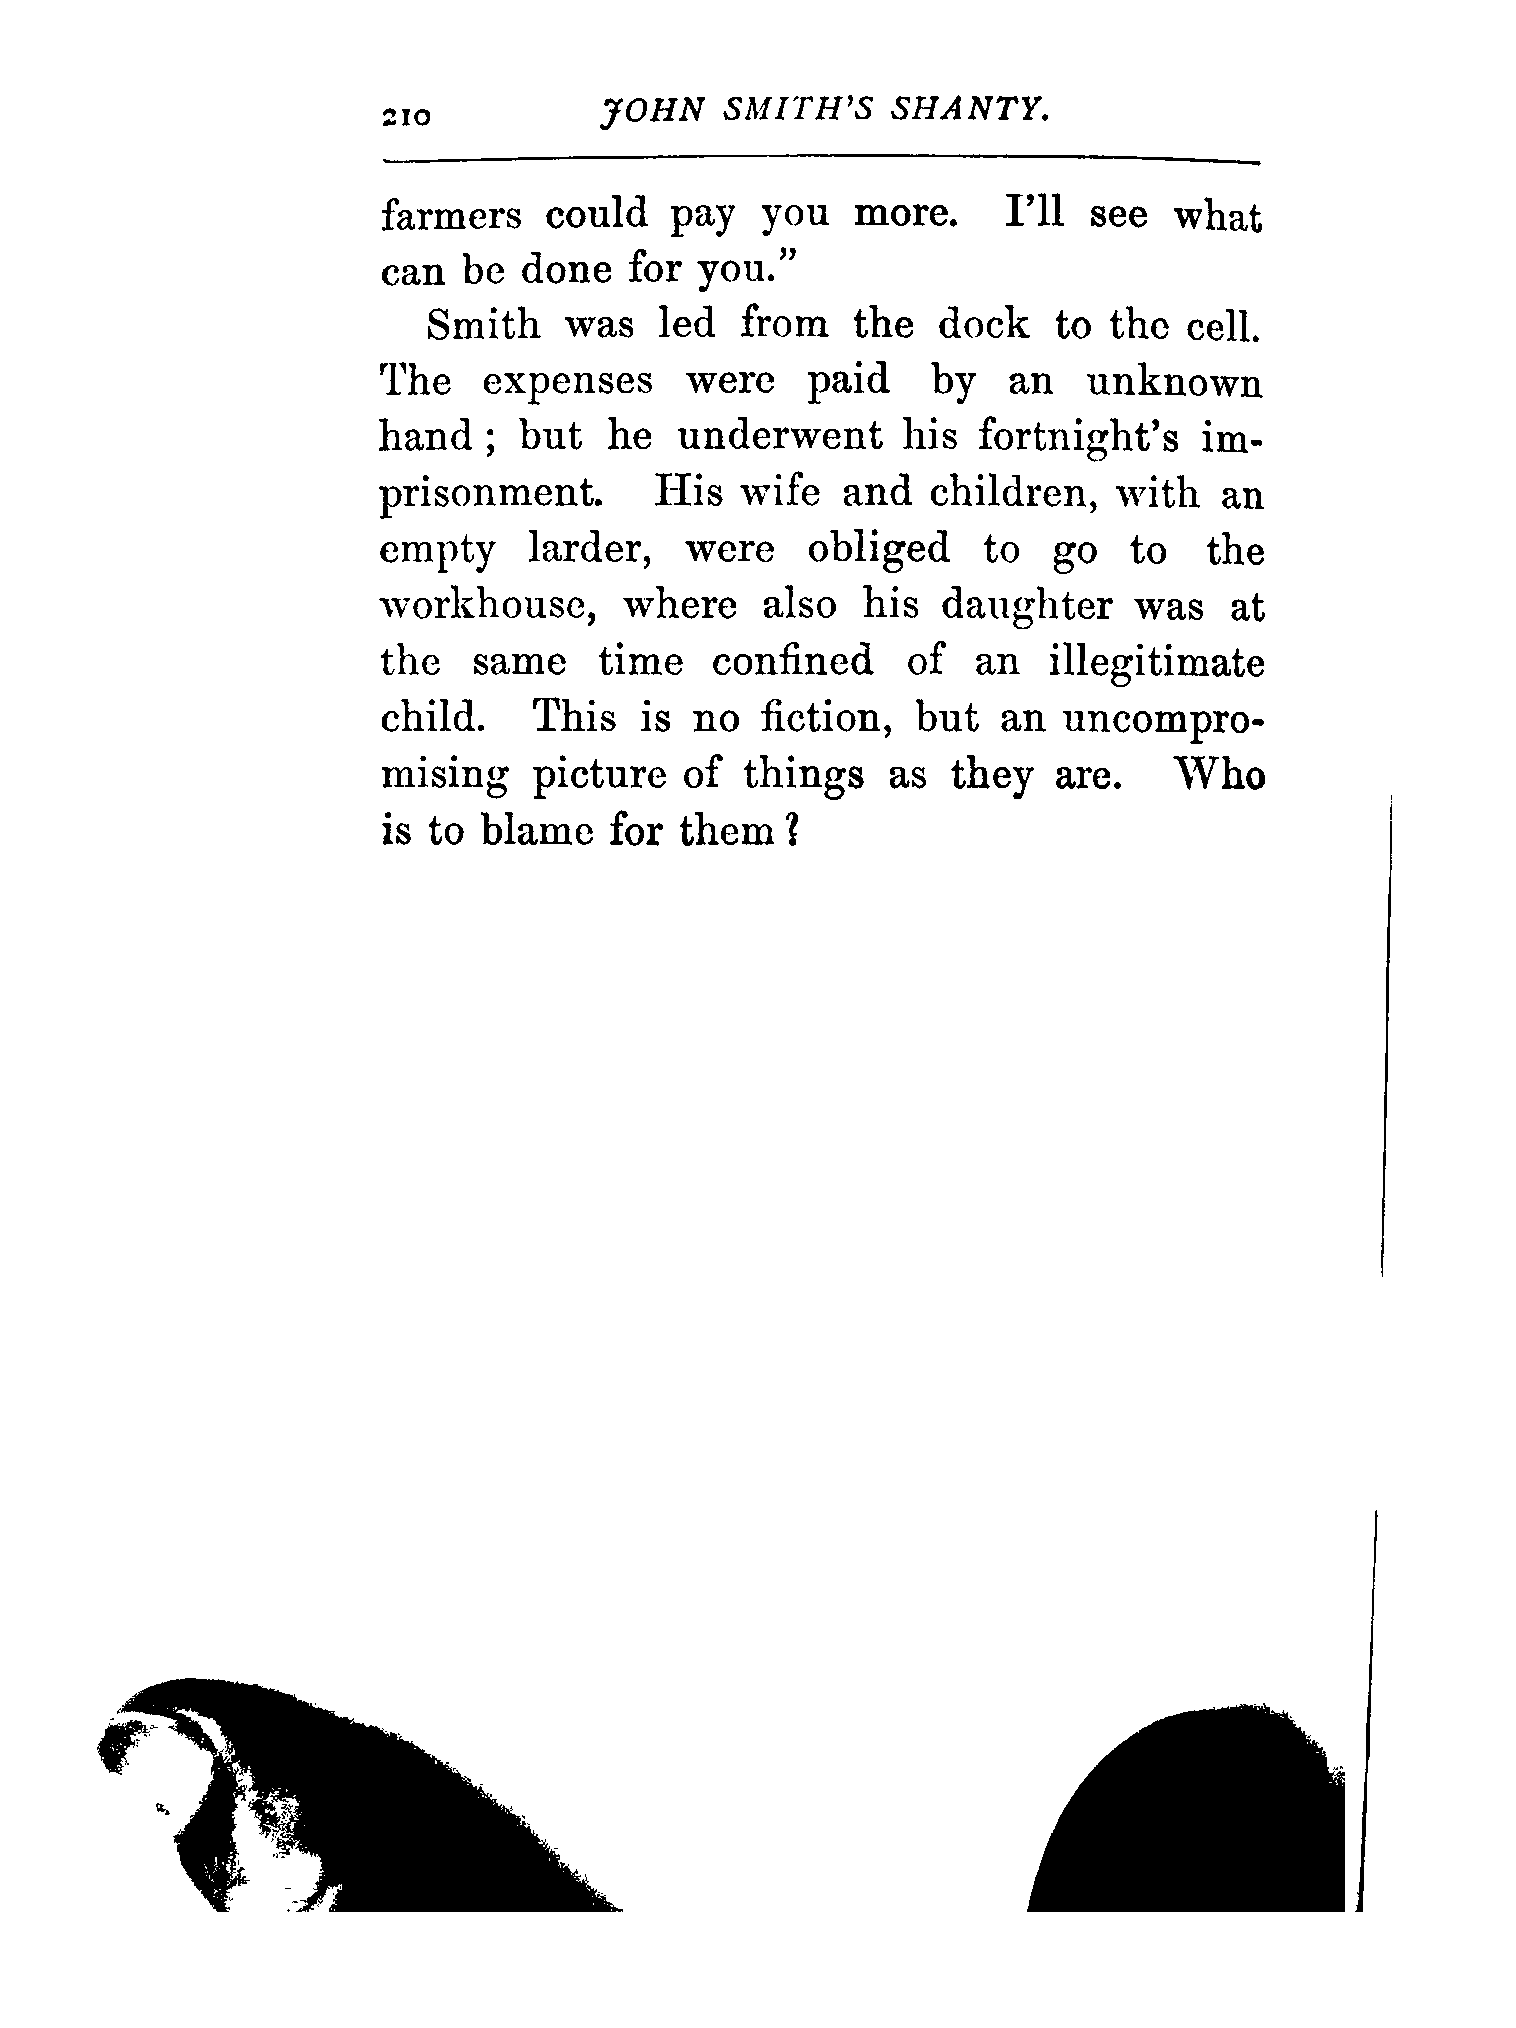 210 JOHN SMITH'S SHANTY.
farmers could pay you more. I'll see what
can be done for you."
Smith was led from the dock to the cell.
The expenses were paid by an unknown
hand ; but he underwent his fortnight's im-
prisonment. His wife and children, with an
empty larder, were obliged to go to the
workhouse, where also his daughter was at
the same time confined of an illegitimate
child. This is no fiction, but an uncompro-
mising picture of things as they are. Who
is to blame for them ?